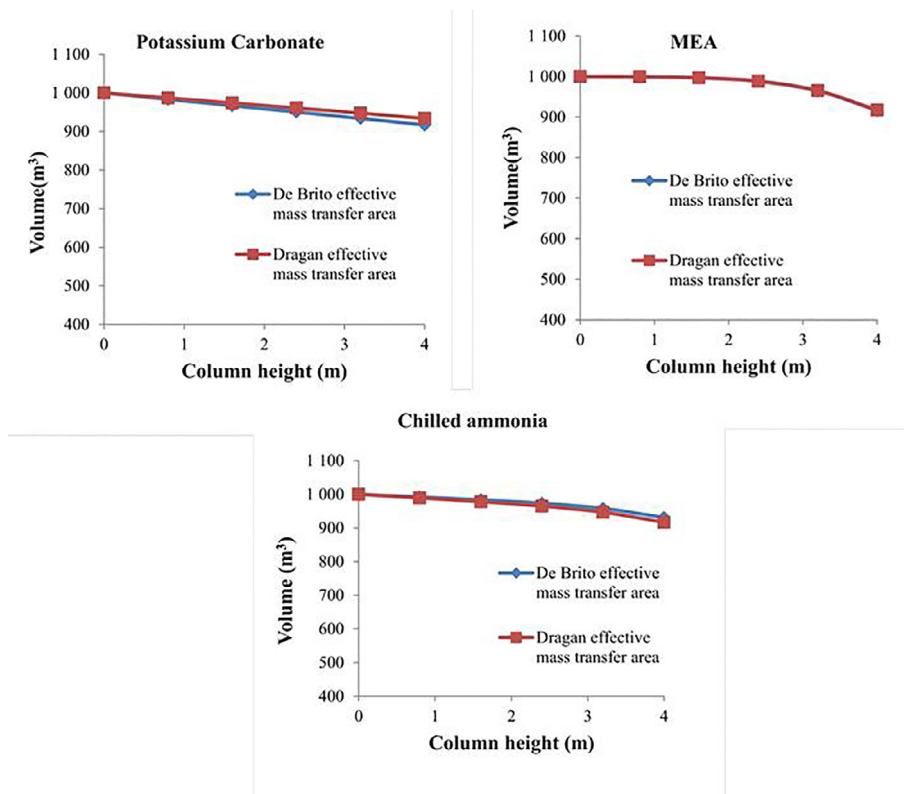 Potassium Carbonate
1 100
1 000
900
800
700
600
500
400
Volume(m³)
De Brito effective
mass transfer area
Dragan effective
mass transfer area
0 1 2 3 4
Column height (m)
MEA
1 100
1 000
900
800
700
600
500
400
Volume(m³)
De Brito effective
mass transfer area
Dragan effective
mass transfer area
0 1 2 3 4
Column height (m)
Chilled ammonia
1 100
1 000
900
800
700
600
500
400
Volume (m³)
De Brito effective
mass transfer area
Dragan effective
mass transfer area
0 1 2 3 4
Column height (m)